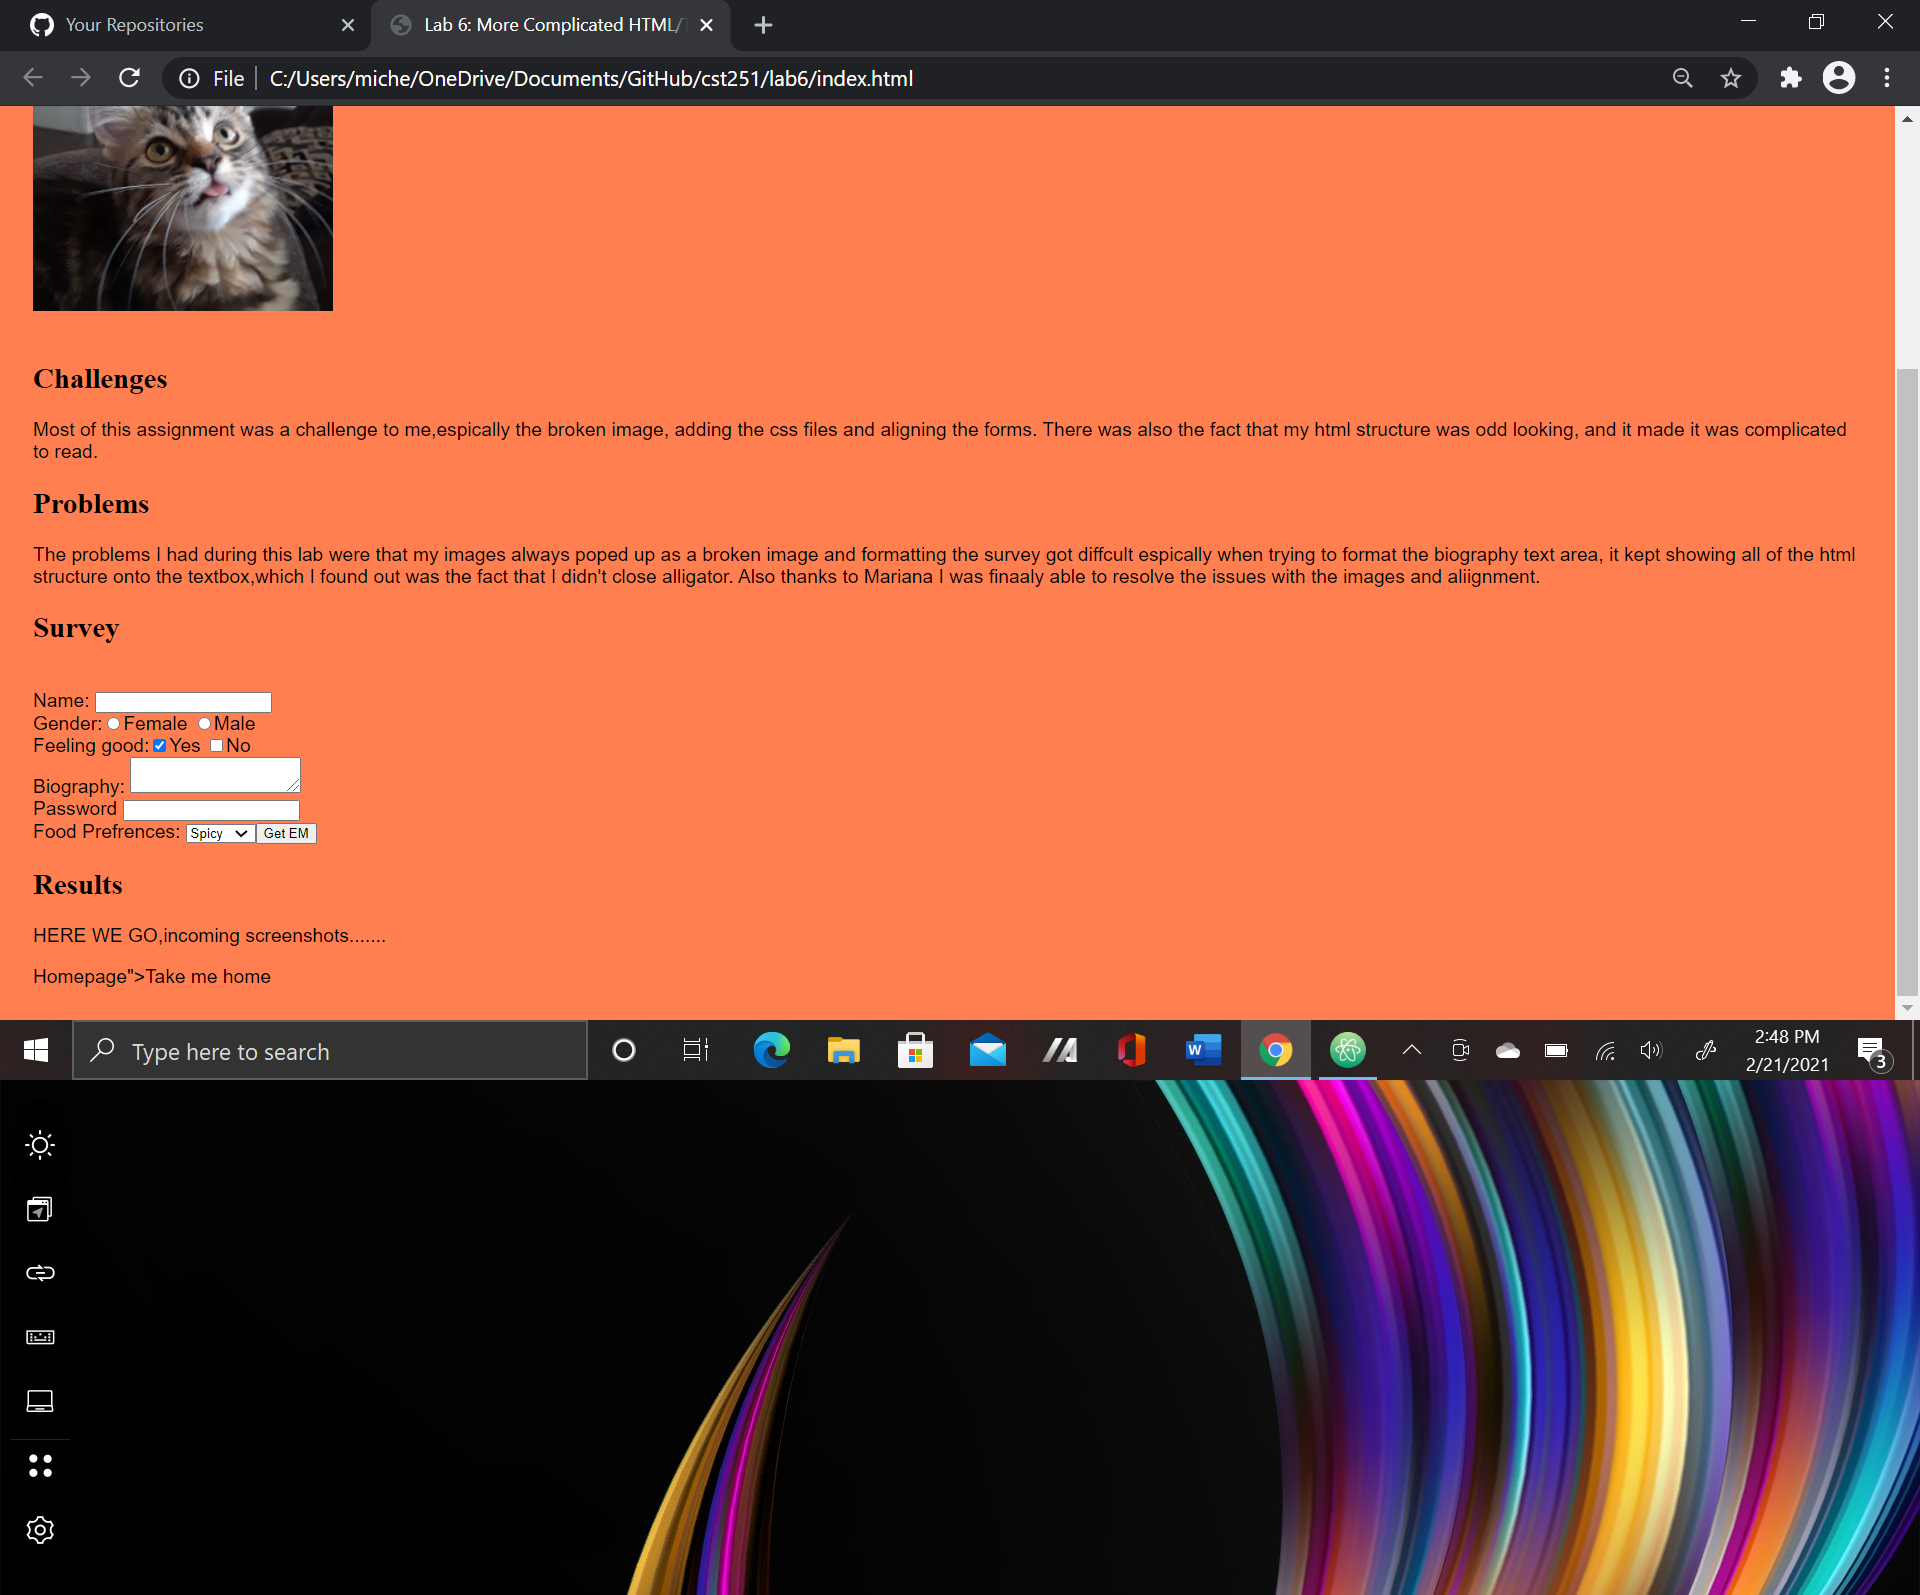 Your Repositories
Lab 6: More Complicated HTML/
File
C:/Users/miche/OneDrive/Documents/GitHub/cst251/lab6/index.html
Challenges
Most of this assignment was a challenge to me,espically the broken image, adding the css files and aligning the forms. There was also the fact that my html structure was odd looking, and it made it was complicated
to read.
Problems
The problems I had during this lab were that my images always poped up as a broken image and formatting the survey got diffcult espically when trying to format the biography text area, it kept showing all of the html
structure onto the textbox,which I found out was the fact that I didn't close alligator. Also thanks to Mariana I was finaaly able to resolve the issues with the images and aliignment.
Survey
Name:
Gender: Female Male
Feeling good: Yes No
Biography:
Password
Food Prefrences: Spicy Get EM
Results
HERE WE GO,incoming screenshots.......
Homepage">Take me home
Type here to search
W
2:48 PM
2/21/2021
3